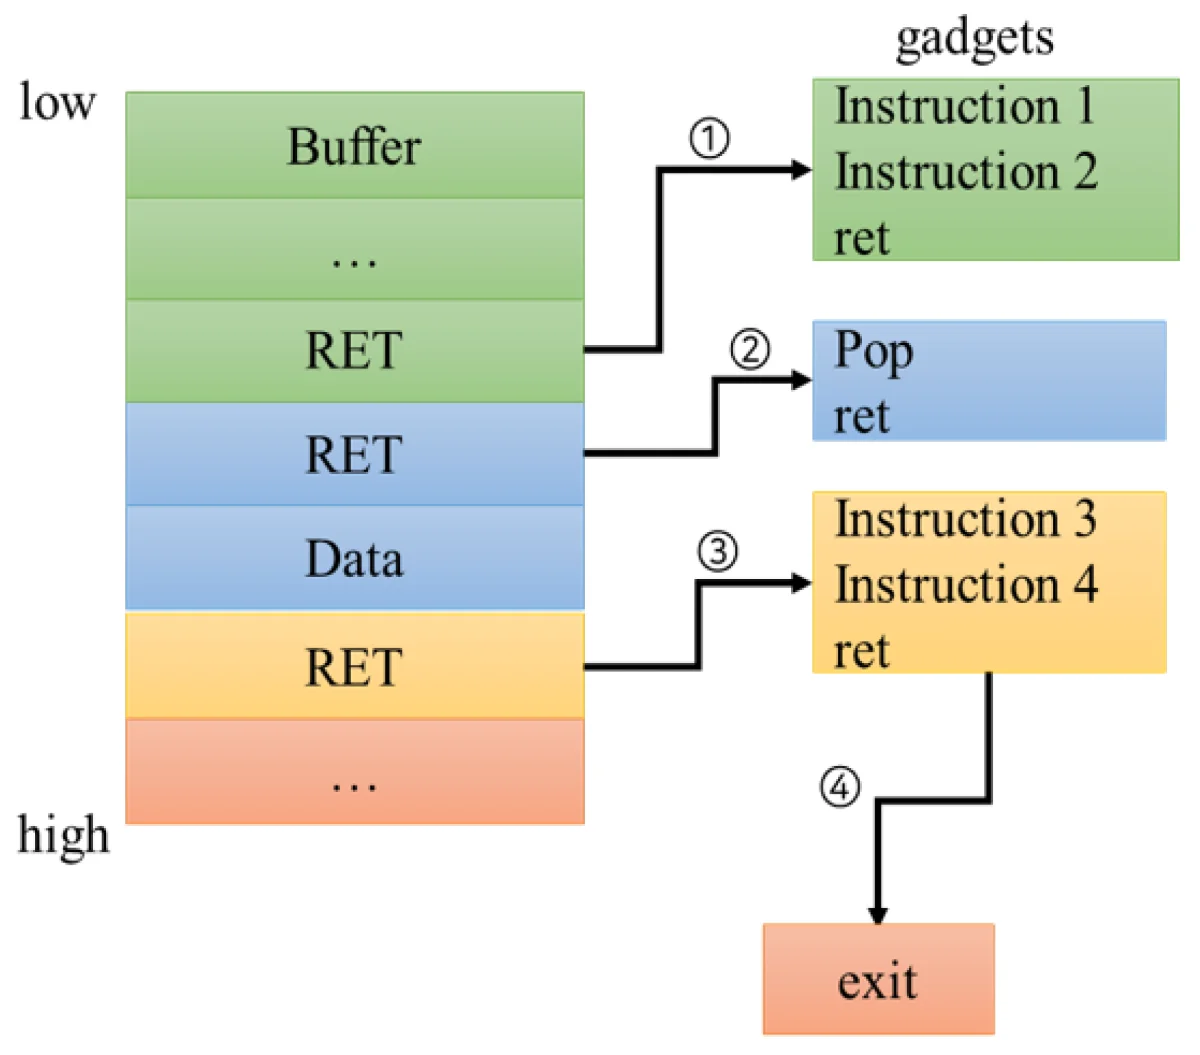 gadgets
low
Buffer
...
RET
RET
Data
RET
...
high
①
Instruction 1
Instruction 2
ret
②
Pop
ret
③
Instruction 3
Instruction 4
ret
④
exit